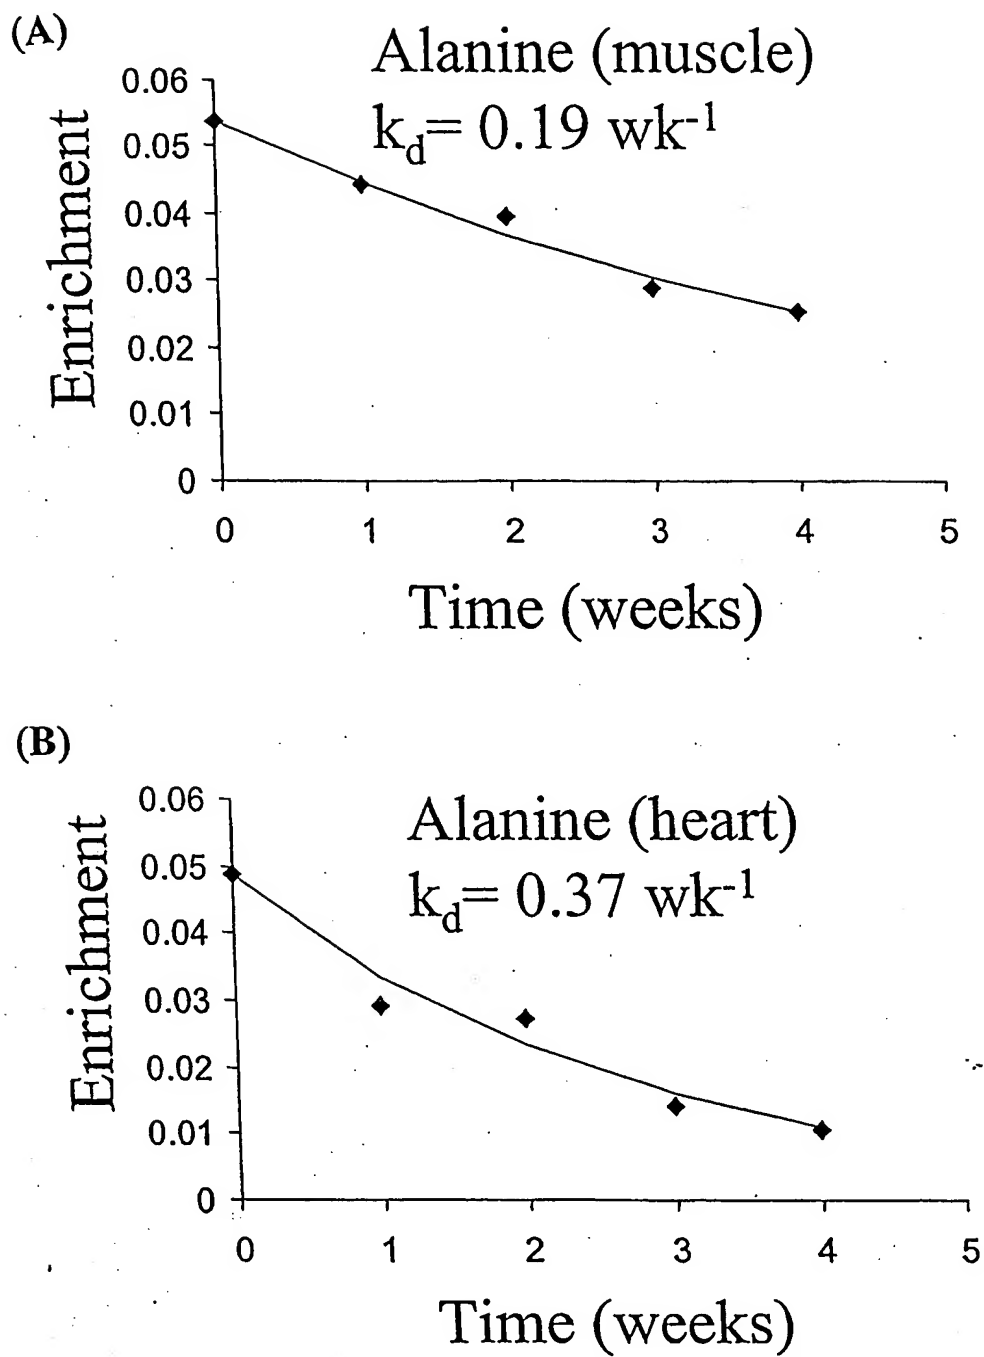 (A)
Alanine (muscle)
k_d= 0.19 wk⁻¹
Enrichment
0.06
0.05
0.04
0.03
0.02
0.01
0
0 1 2 3 4 5
Time (weeks)
(B)
Alanine (heart)
k_d= 0.37 wk⁻¹
Enrichment
0.06
0.05
0.04
0.03
0.02
0.01
0
0 1 2 3 4 5
Time (weeks)